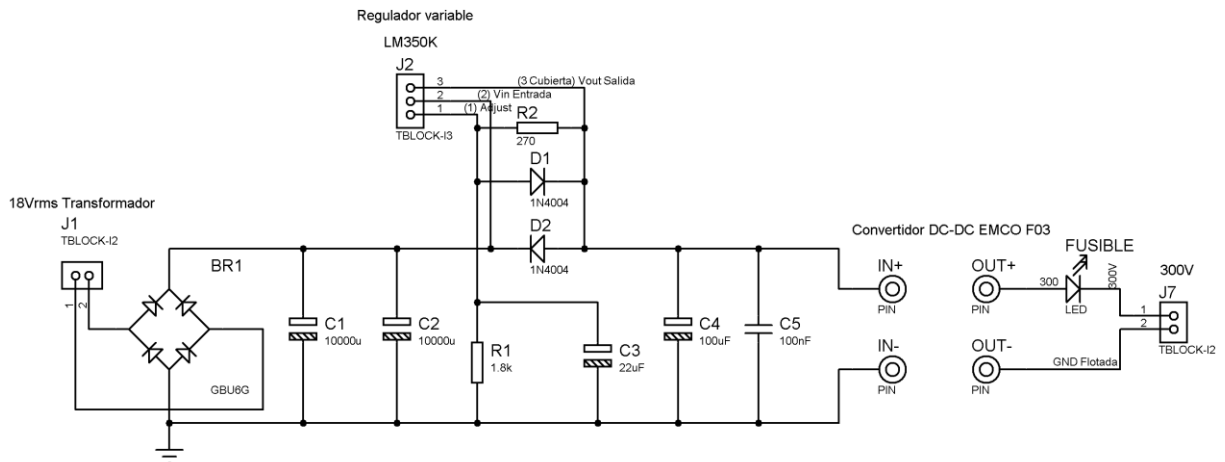 Regulador variable
LM350K
J2
3
2
1
TBLOCK-I3
(3 Cubierta) Vout Salida
(2) Vin Entrada
(1) Adjust
R2
270
D1
1N4004
D2
1N4004
18Vrms Transformador
J1
TBLOCK-I2
1
2
BR1
GBU6G
C1
10000u
C2
10000u
R1
1.8k
C3
22uF
C4
100uF
C5
100nF
Convertidor DC-DC EMCO F03
IN+
PIN
IN-
PIN
OUT+
PIN
OUT-
PIN
FUSIBLE
300
LED
300V
300V
J7
1
2
TBLOCK-I2
GND Flotada